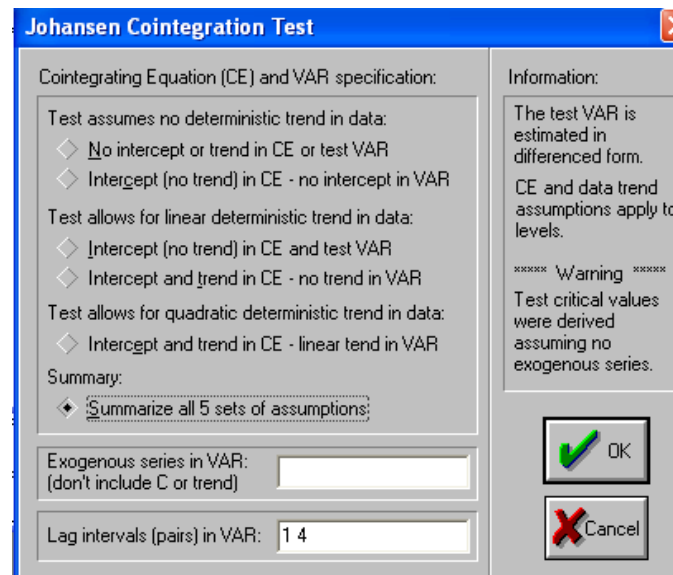 Johansen Cointegration Test
Cointegrating Equation (CE) and VAR specification:
Test assumes no deterministic trend in data:
No intercept or trend in CE or test VAR
Intercept (no trend) in CE - no intercept in VAR
Test allows for linear deterministic trend in data:
Intercept (no trend) in CE and test VAR
Intercept and trend in CE - no trend in VAR
Test allows for quadratic deterministic trend in data:
Intercept and trend in CE - linear tend in VAR
Summary:
Summarize all 5 sets of assumptions
Exogenous series in VAR:
(don't include C or trend)
Lag intervals (pairs) in VAR: 1 4
Information:
The test VAR is
estimated in
differenced form.
CE and data trend
assumptions apply to
levels.
***** Warning *****
Test critical values
were derived
assuming no
exogenous series.
OK
Cancel